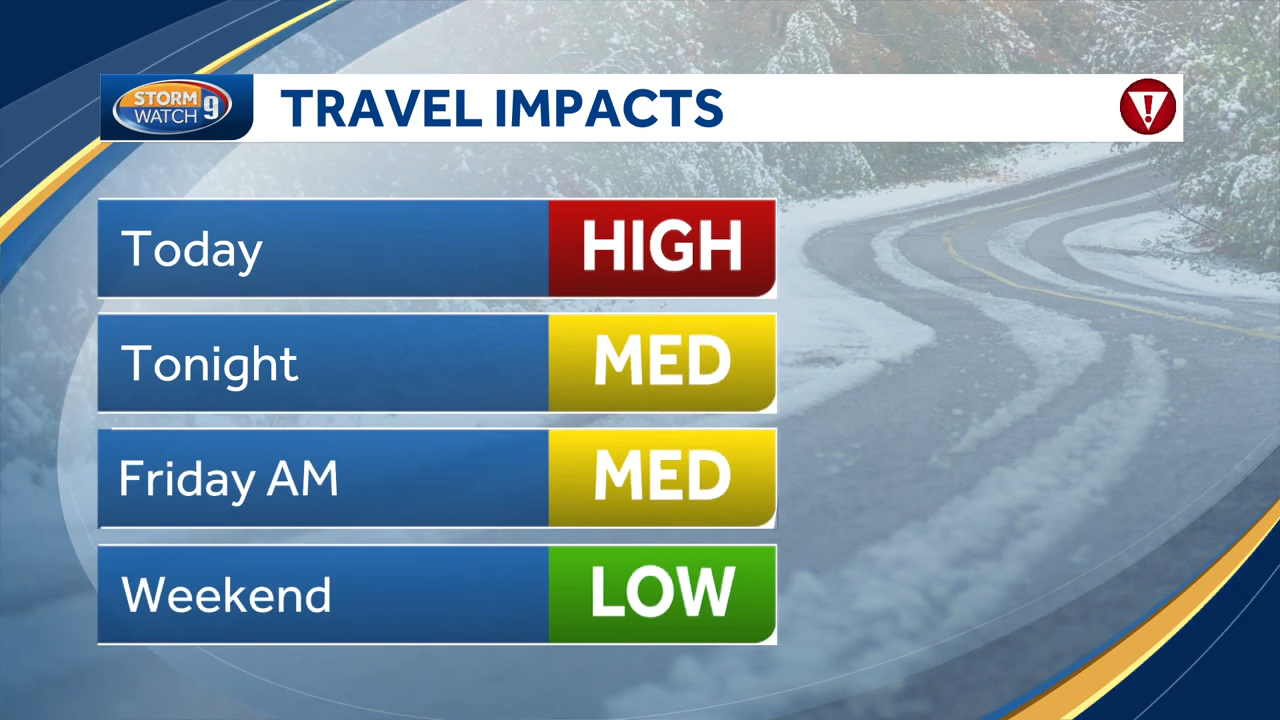 STORM
WATCH 9
TRAVEL IMPACTS
!
Today HIGH
Tonight MED
Friday AM MED
Weekend LOW